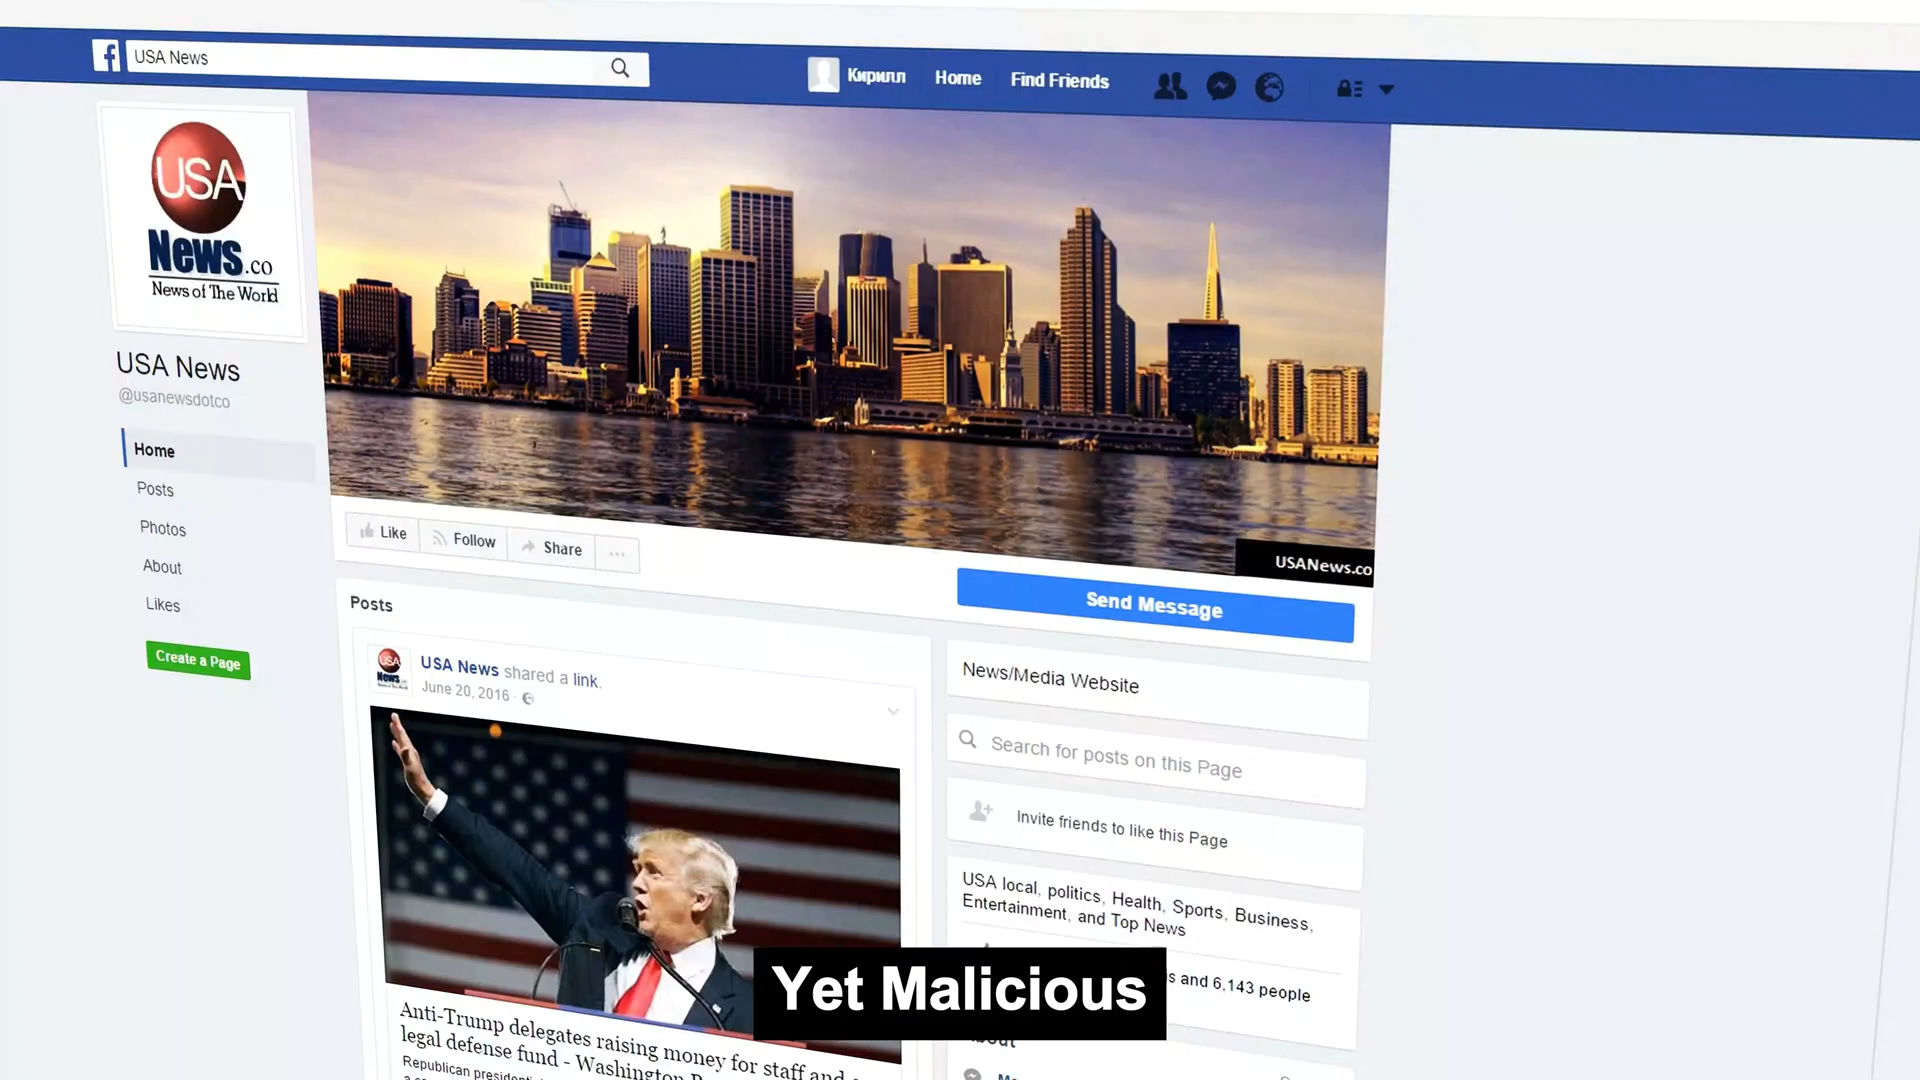 USA News
Кирилл
Home
Find Friends
USA
News.co
News of The World
USA News
@usanewsdotco
Home
Posts
Photos
About
Likes
Create a Page
USANews.co
Like
Follow
Share
Send Message
Posts
USA News shared a link.
June 20, 2016
Anti-Trump delegates raising money for staff and
legal defense fund - Washington
Republican
News/Media Website
Search for posts on this Page
Invite friends to like this Page
USA local, politics, Health, Sports, Business,
Entertainment, and Top News
and 6,143 people
Yet Malicious